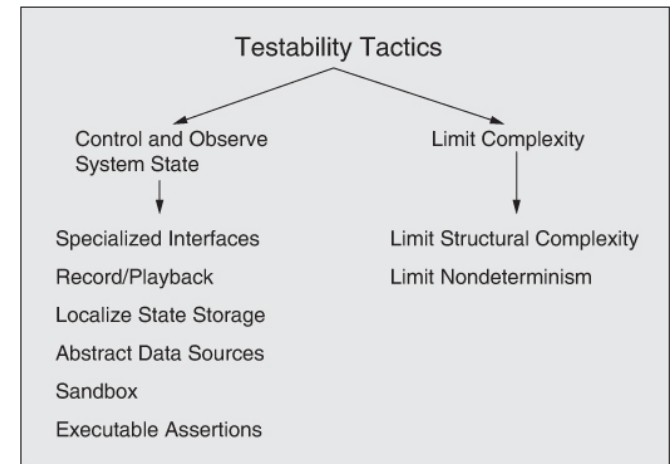 Testability Tactics
Control and Observe
System State
Limit Complexity
Specialized Interfaces
Record/Playback
Localize State Storage
Abstract Data Sources
Sandbox
Executable Assertions
Limit Structural Complexity
Limit Nondeterminism